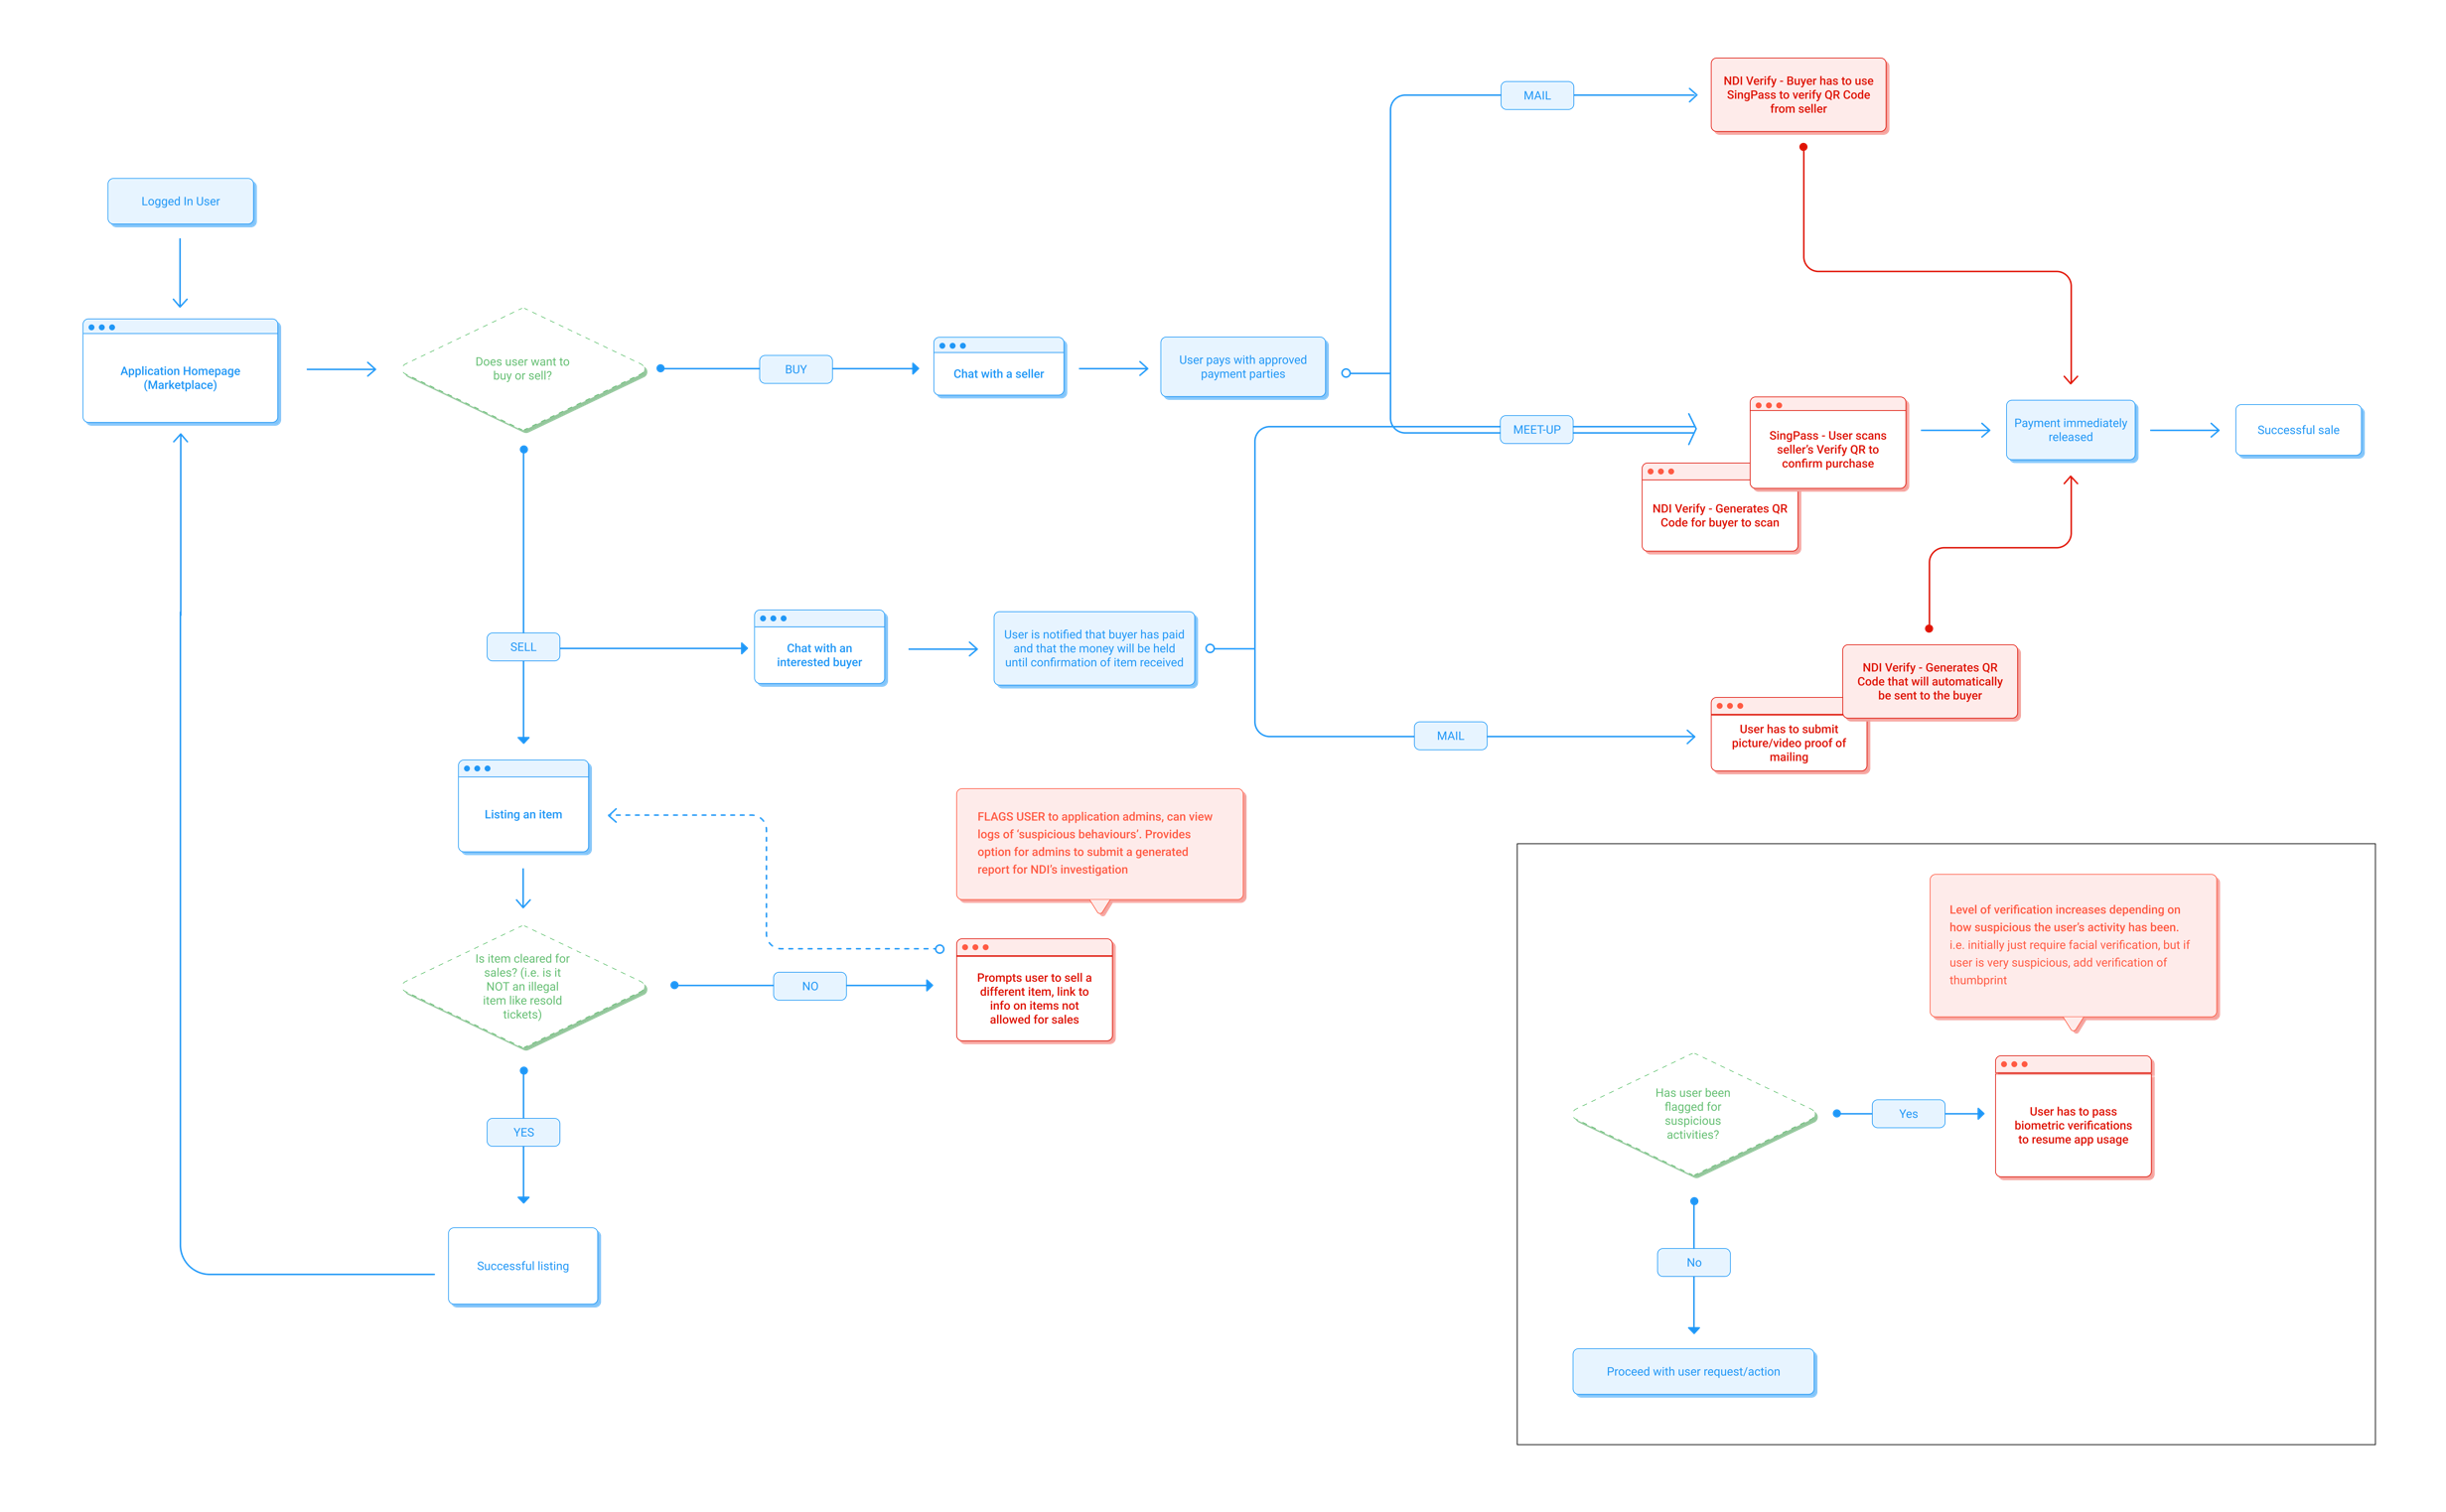 NDI Verify - Buyer has to use
SingPass to verify QR Code
from seller
MAIL
Logged In User
Application Homepage
(Marketplace)
Does user want to
buy or sell?
BUY
Chat with a seller
User pays with approved
payment parties
MEET-UP
SingPass - User scans
seller's Verify QR to
confirm purchase
NDI Verify - Generates QR
Code for buyer to scan
Payment immediately
released
Successful sale
SELL
Chat with an
interested buyer
User is notified that buyer has paid
and that the money will be held
until confirmation of item received
MAIL
NDI Verify - Generates QR
Code that will automatically
be sent to the buyer
User has to submit
picture/video proof of
mailing
Listing an item
FLAGS USER to application admins, can view
logs of 'suspicious behaviours'. Provides
option for admins to submit a generated
report for NDI's investigation
Is item cleared for
sales? (i.e. is it
NOT an illegal
item like resold
tickets)
NO
Prompts user to sell a
different item, link to
info on items not
allowed for sales
YES
Successful listing
Level of verification increases depending on
how suspicious the user's activity has been.
i.e. initially just require facial verification, but if
user is very suspicious, add verification of
thumbprint
Has user been
flagged for
suspicious
activities?
Yes
User has to pass
biometric verifications
to resume app usage
No
Proceed with user request/action